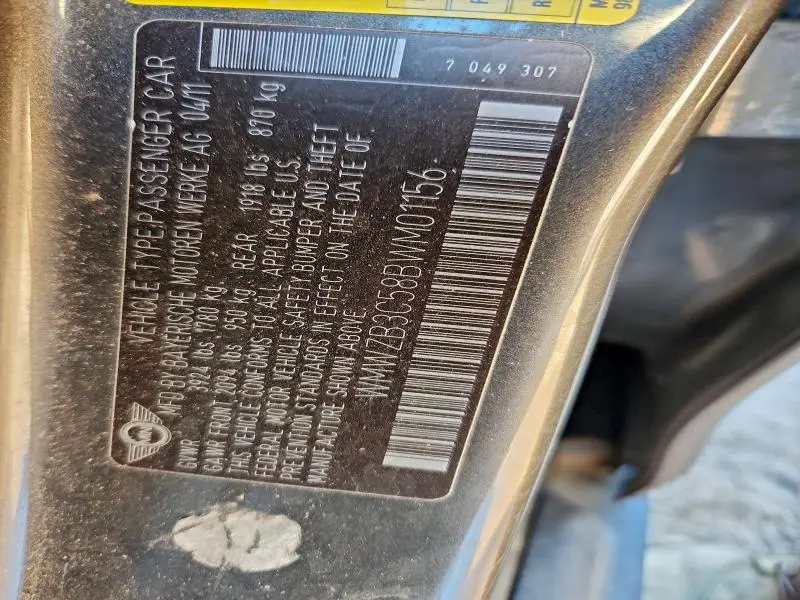 VEHICLE TYPE:PASSENGER CAR
MFD BY:BAYERISCHE MOTOREN WERKE AG 04/11
GVWR 3924 lbs 1780 kg
GAWR FRONT 2094 lbs 950 kg REAR 1918 lbs 870 kg
THIS VEHICLE CONFORMS TO ALL APPLICABLE U.S.
FEDERAL MOTOR VEHICLE SAFETY,BUMPER AND THEFT
PREVENTION STANDARDS IN EFFECT ON THE DATE OF
MANUFACTURE SHOWN ABOVE.
WMWZB3C58BWM01156
7 049 307